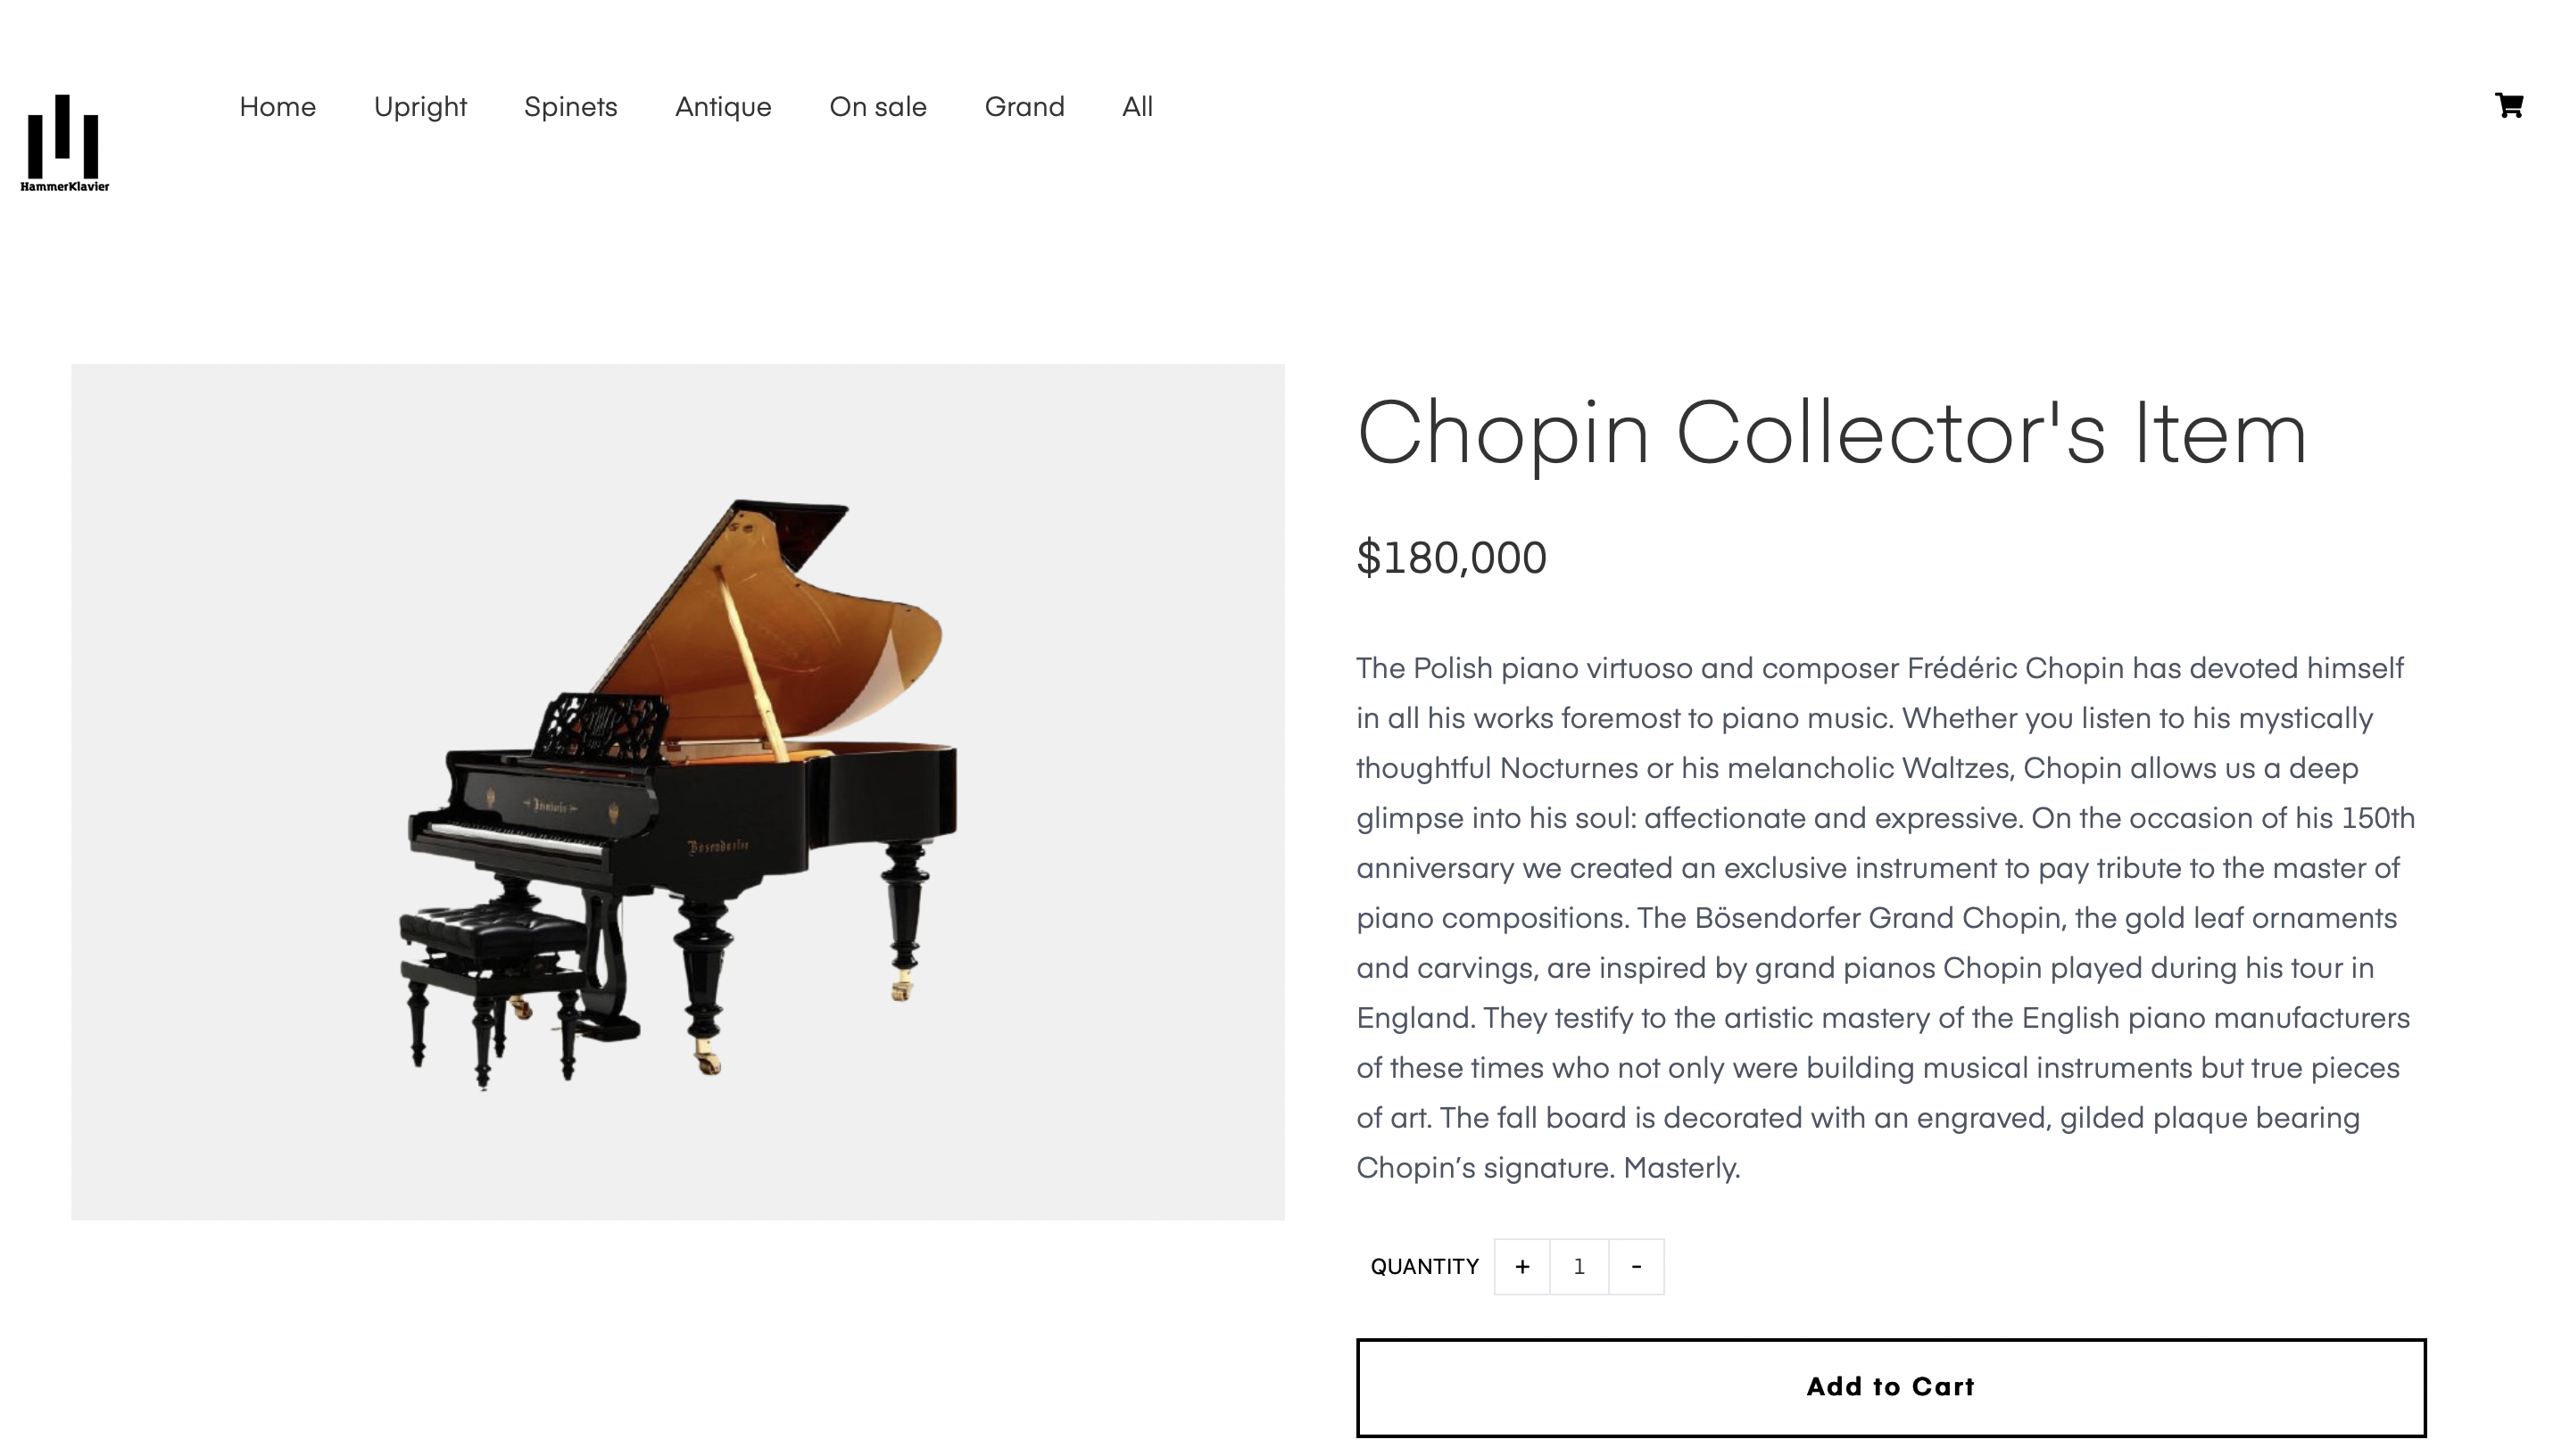 Home Upright Spinets Antique On sale Grand All
HammerKlavier
Chopin Collector's Item
$180,000
The Polish piano virtuoso and composer Frédéric Chopin has devoted himself
in all his works foremost to piano music. Whether you listen to his mystically
thoughtful Nocturnes or his melancholic Waltzes, Chopin allows us a deep
glimpse into his soul: affectionate and expressive. On the occasion of his 150th
anniversary we created an exclusive instrument to pay tribute to the master of
piano compositions. The Bösendorfer Grand Chopin, the gold leaf ornaments
and carvings, are inspired by grand pianos Chopin played during his tour in
England. They testify to the artistic mastery of the English piano manufacturers
of these times who not only were building musical instruments but true pieces
of art. The fall board is decorated with an engraved, gilded plaque bearing
Chopin’s signature. Masterly.
Bösendorfer
QUANTITY + 1 -
Add to Cart